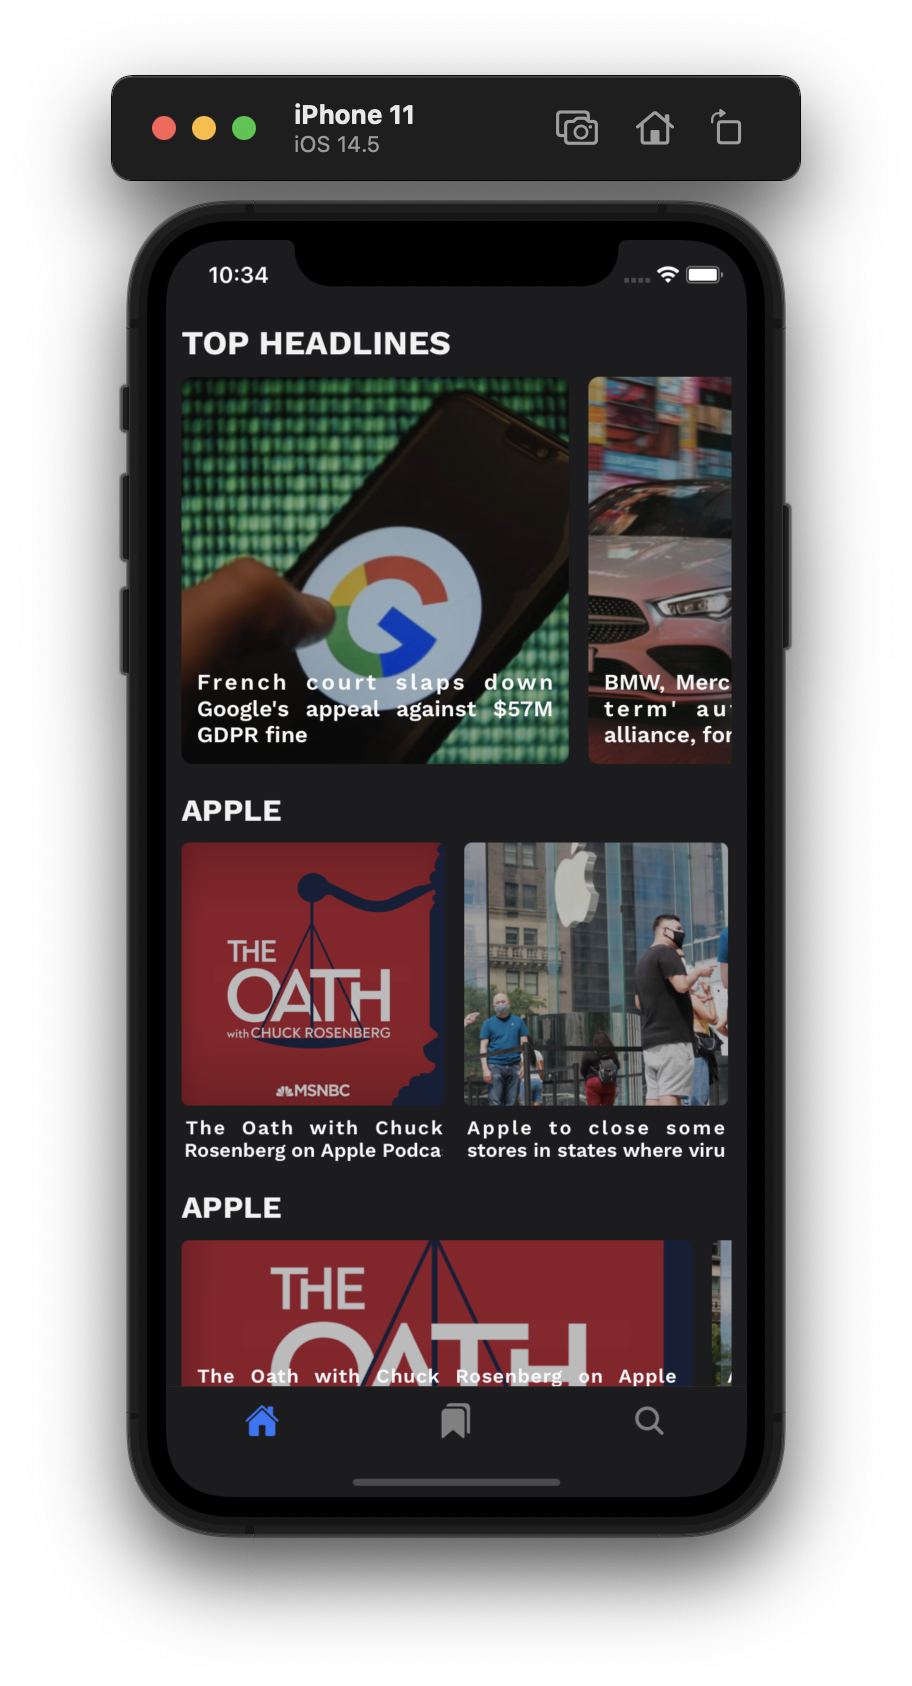 iPhone 11
iOS 14.5
10:34
TOP HEADLINES
French court slaps down
Google's appeal against $57M
GDPR fine
BMW, Merc
term' au
alliance, for
APPLE
THE
OATH
with CHUCK ROSENBERG
MSNBC
The Oath with Chuck
Rosenberg on Apple Podca
Apple to close some
stores in states where viru
APPLE
THE
OATH
The Oath with Chuck Rosenberg on Apple